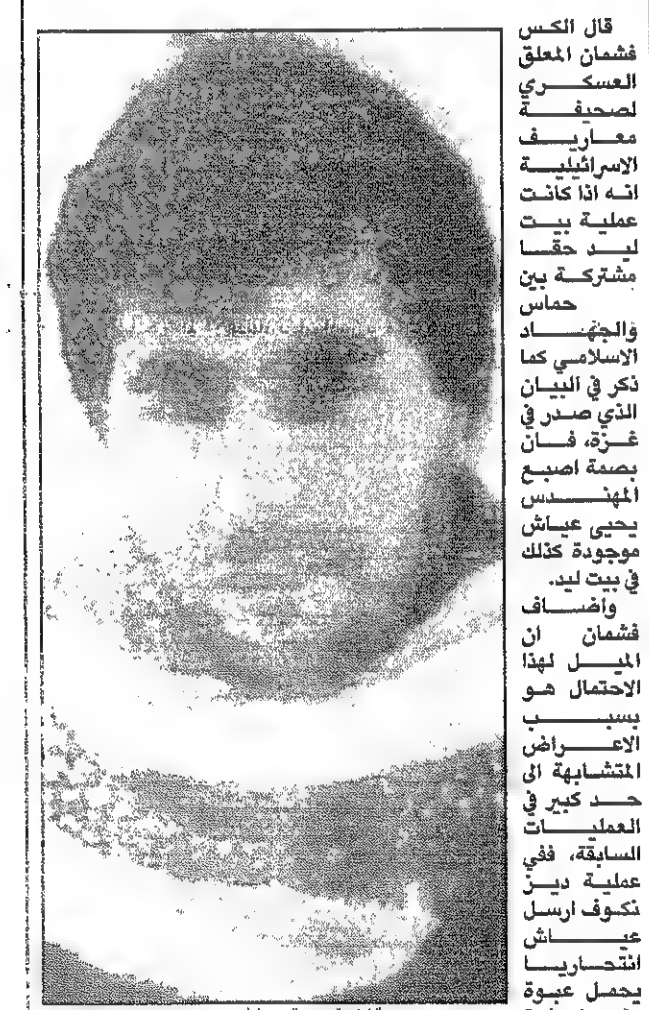 قال الكس
فشمان المعلق
العسكري
لصحيفة
معاريف
الاسرائيلية
انه اذا كانت
عملية بيت
ليد حقا
مشتركة بين
حماس
والجهاد
الاسلامي كما
ذكر في البيان
الذي صدر في
غزة، فان
بصمة اصبع
المهندس
يحيى عياش
موجودة كذلك
في بيت ليد.
وأضاف
فشمان ان
الميل لهذا
الاحتمال هو
بسبب
الاعراض
المتشابهة الى
حد كبير في
العمليات
السابقة، ففي
عملية ديزنكوف ارسل
عياش
انتحاريا
يحمل عبوة